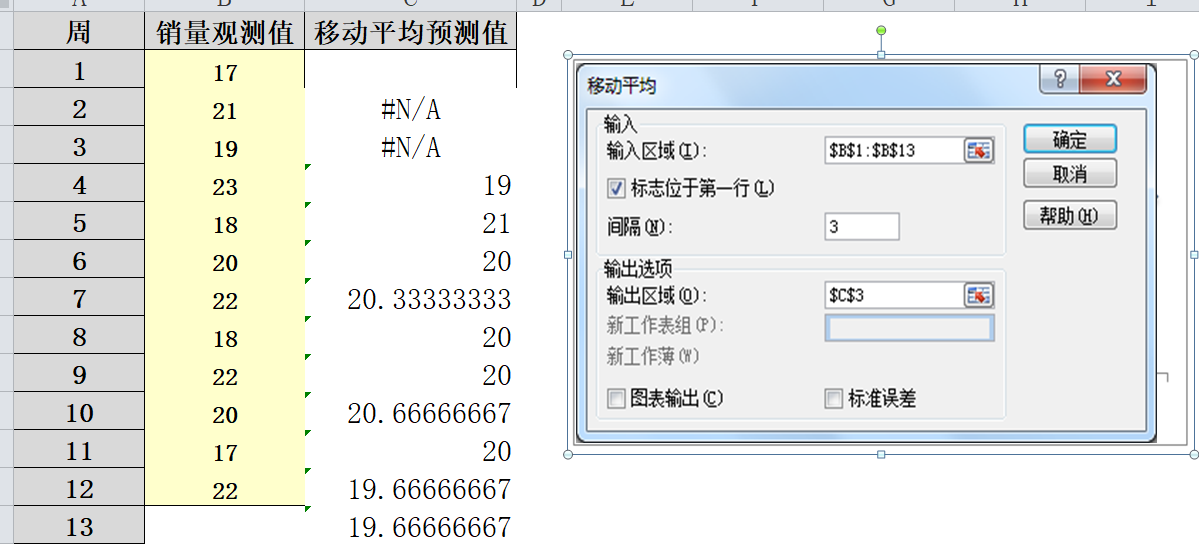 周 销量观测值 移动平均预测值
1 17
2 21 #N/A
3 19 #N/A
4 23 19
5 18 21
6 20 20
7 22 20.33333333
8 18 20
9 22 20
10 20 20.66666667
11 17 20
12 22 19.66666667
13 19.66666667
移动平均
输入
输入区域(I): $B$1:$B$13
标志位于第一行(L)
间隔(N): 3
输出选项
输出区域(O): $C$3
新工作表组(P):
新工作薄(W)
图表输出(C) 标准误差
确定
取消
帮助(H)